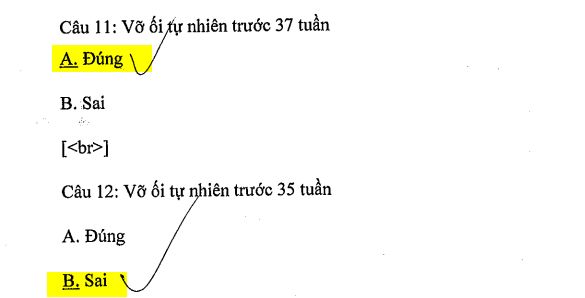 Câu 11: Vỡ ối tự nhiên trước 37 tuần
A. Đúng
B. Sai
[<br>]
Câu 12: Vỡ ối tự nhiên trước 35 tuần
A. Đúng
B. Sai